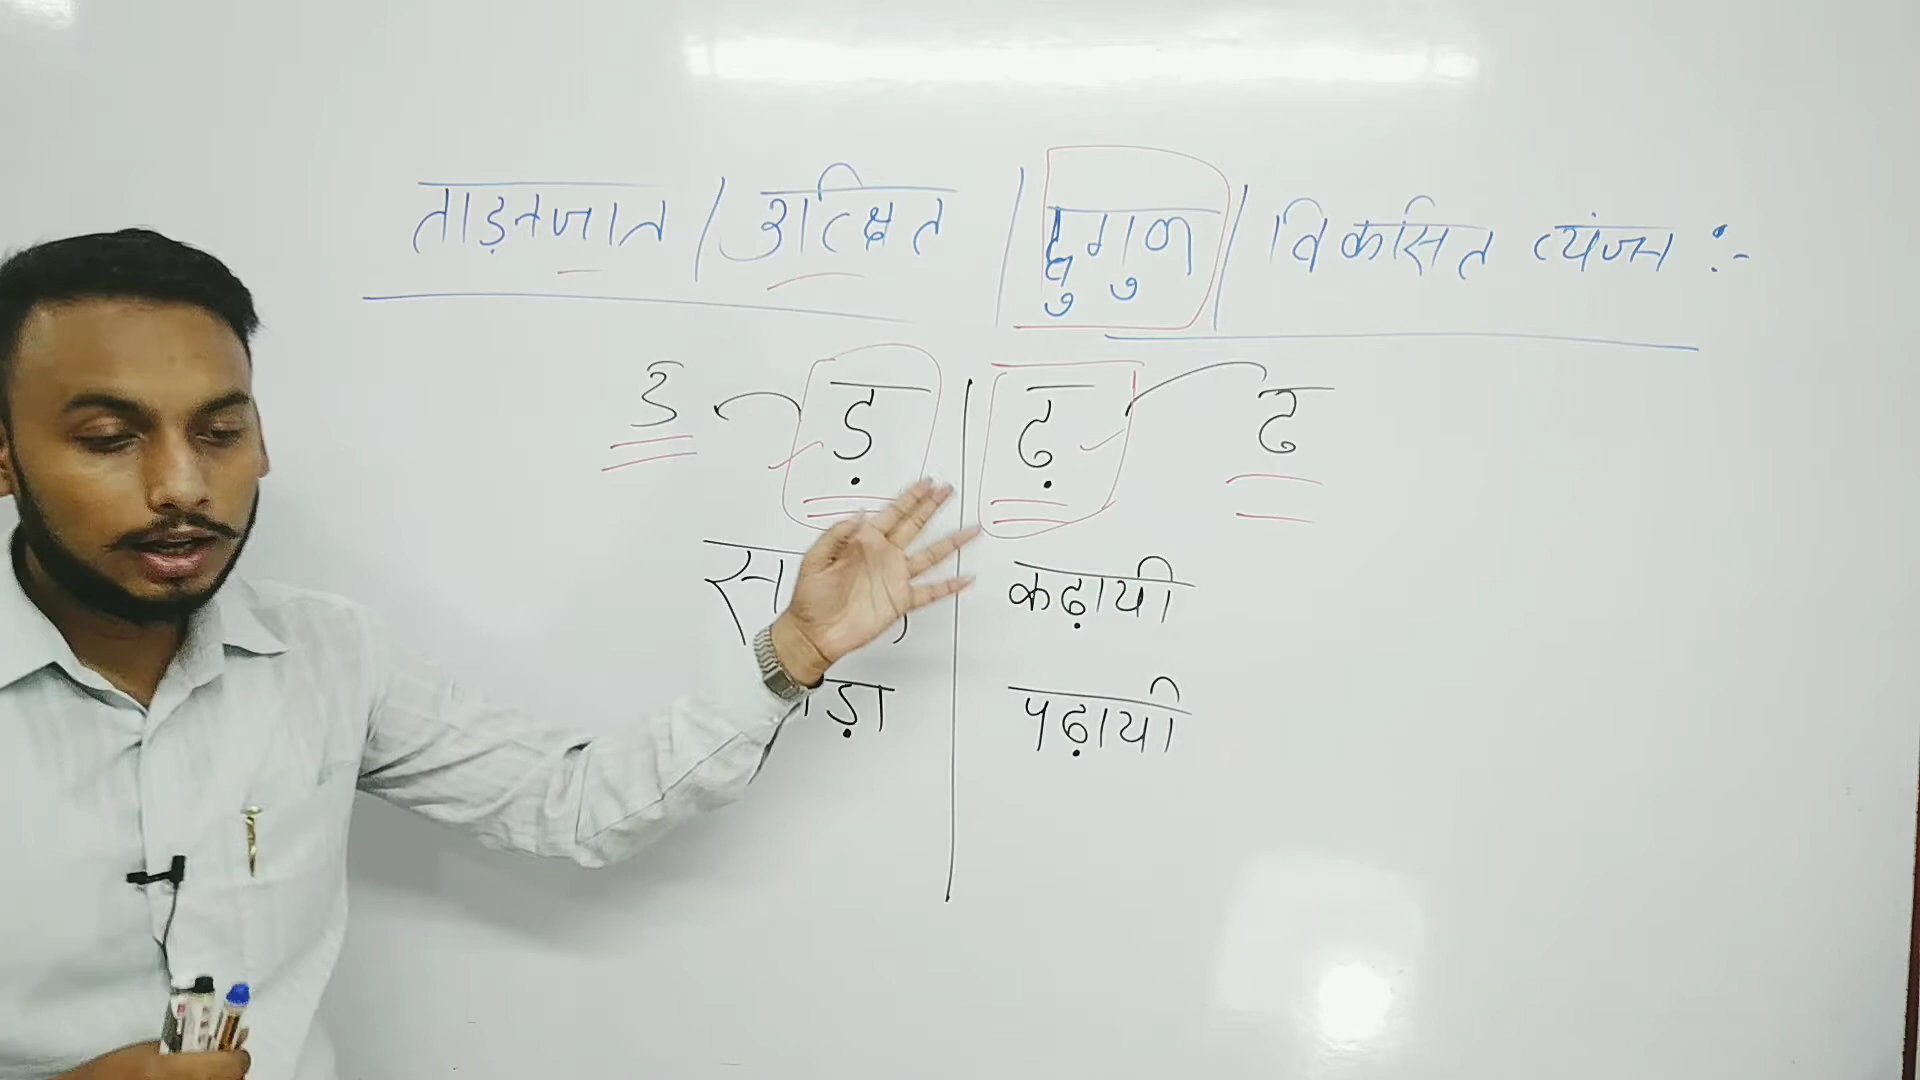 ताड़नजात / उत्क्षिप्त / द्विगुण / विकसित व्यंजन :-
ड ड़ ढ़ ढ
कढ़ायी
पढ़ायी